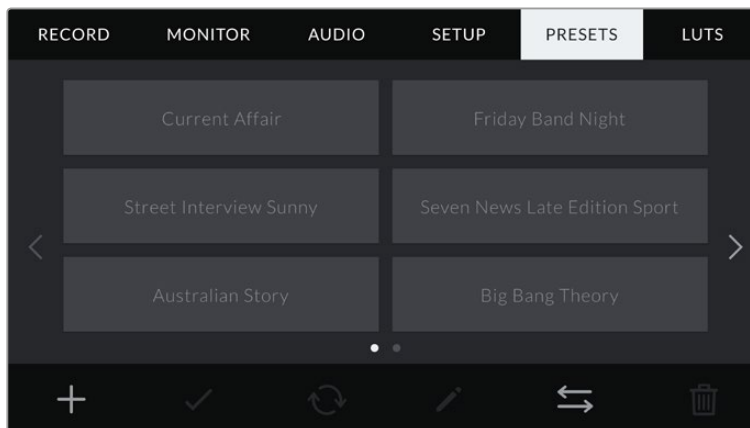 RECORD MONITOR AUDIO SETUP PRESETS LUTS
Current Affair
Friday Band Night
Street Interview Sunny
Seven News Late Edition Sport
Australian Story
Big Bang Theory